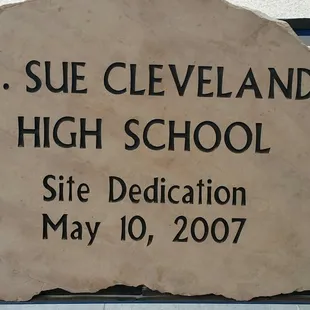 . SUE CLEVELAND
HIGH SCHOOL
Site Dedication
May 10, 2007